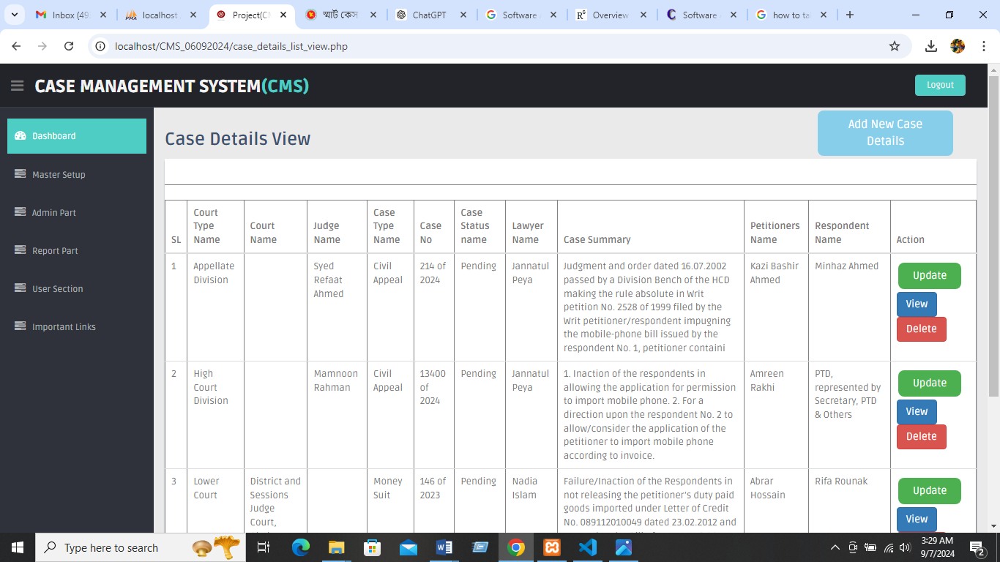 Inbox (49
localhost
Project(CM
স্মার্ট কেস
ChatGPT
Software
Overview
Software
how to ta
localhost/CMS_06092024/case_details_list_view.php
CASE MANAGEMENT SYSTEM(CMS)
Logout
Dashboard
Master Setup
Admin Part
Report Part
User Section
Important Links
Case Details View
Add New Case
Details
SL
Court
Type
Name
Court
Name
Judge
Name
Case
Type
Name
Case
No
Case
Status
name
Lawyer
Name
Case Summary
Petitioners
Name
Respondent
Name
Action
1
Appellate
Division
Syed
Refaat
Ahmed
Civil
Appeal
214 of
2024
Pending
Jannatul
Peya
Judgment and order dated 16.07.2002
passed by a Division Bench of the HCD
making the rule absolute in Writ
petition No. 2528 of 1999 filed by the
Writ petitioner/respondent impugning
the mobile-phone bill issued by the
respondent No. 1, petitioner containi
Kazi Bashir
Ahmed
Minhaz Ahmed
Update
View
Delete
2
High
Court
Division
Mamnoon
Rahman
Civil
Appeal
13400
of
2024
Pending
Jannatul
Peya
1. Inaction of the respondents in
allowing the application for permission
to import mobile phone. 2. For a
direction upon the respondent No. 2 to
allow/consider the application of the
petitioner to import mobile phone
according to invoice.
Amreen
Rakhi
PTD,
represented by
Secretary, PTD
& Others
Update
View
Delete
3
Lower
Court
District and
Sessions
Judge
Court,
Money
Suit
146 of
2023
Pending
Nadia
Islam
Failure/Inaction of the Respondents in
not releasing the petitioner's duty paid
goods imported under Letter of Credit
No. 089112010049 dated 23.02.2012 and
Abrar
Hossain
Rifa Rounak
Update
View
Type here to search
3:29 AM
9/7/2024
2